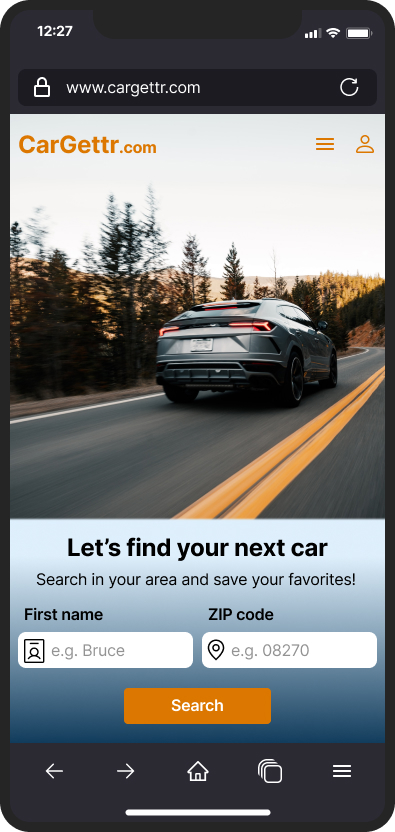 12:27
www.cargettr.com
CarGettr.com
Let’s find your next car
Search in your area and save your favorites!
First name ZIP code
e.g. Bruce e.g. 08270
Search